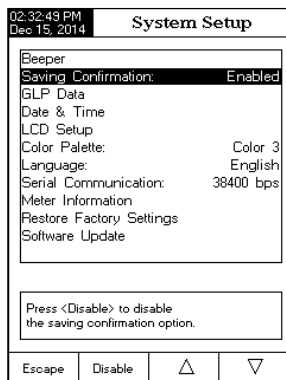 02:32:49 PM
Dec 15, 2014
System Setup
Beeper
Saving Confirmation: Enabled
GLP Data
Date & Time
LCD Setup
Color Palette: Color 3
Language: English
Serial Communication: 38400 bps
Meter Information
Restore Factory Settings
Software Update
Press <Disable> to disable
the saving confirmation option.
Escape Disable △ ▽